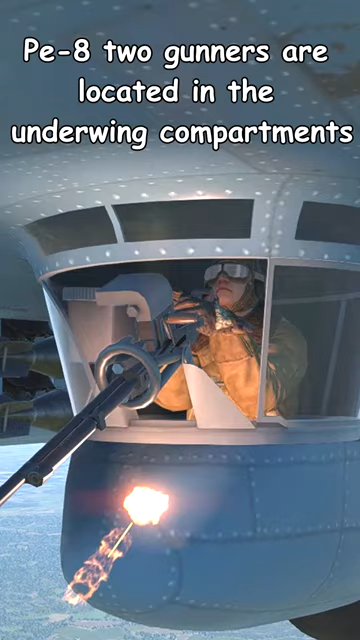 Pe-8 two gunners are
located in the
underwing compartments